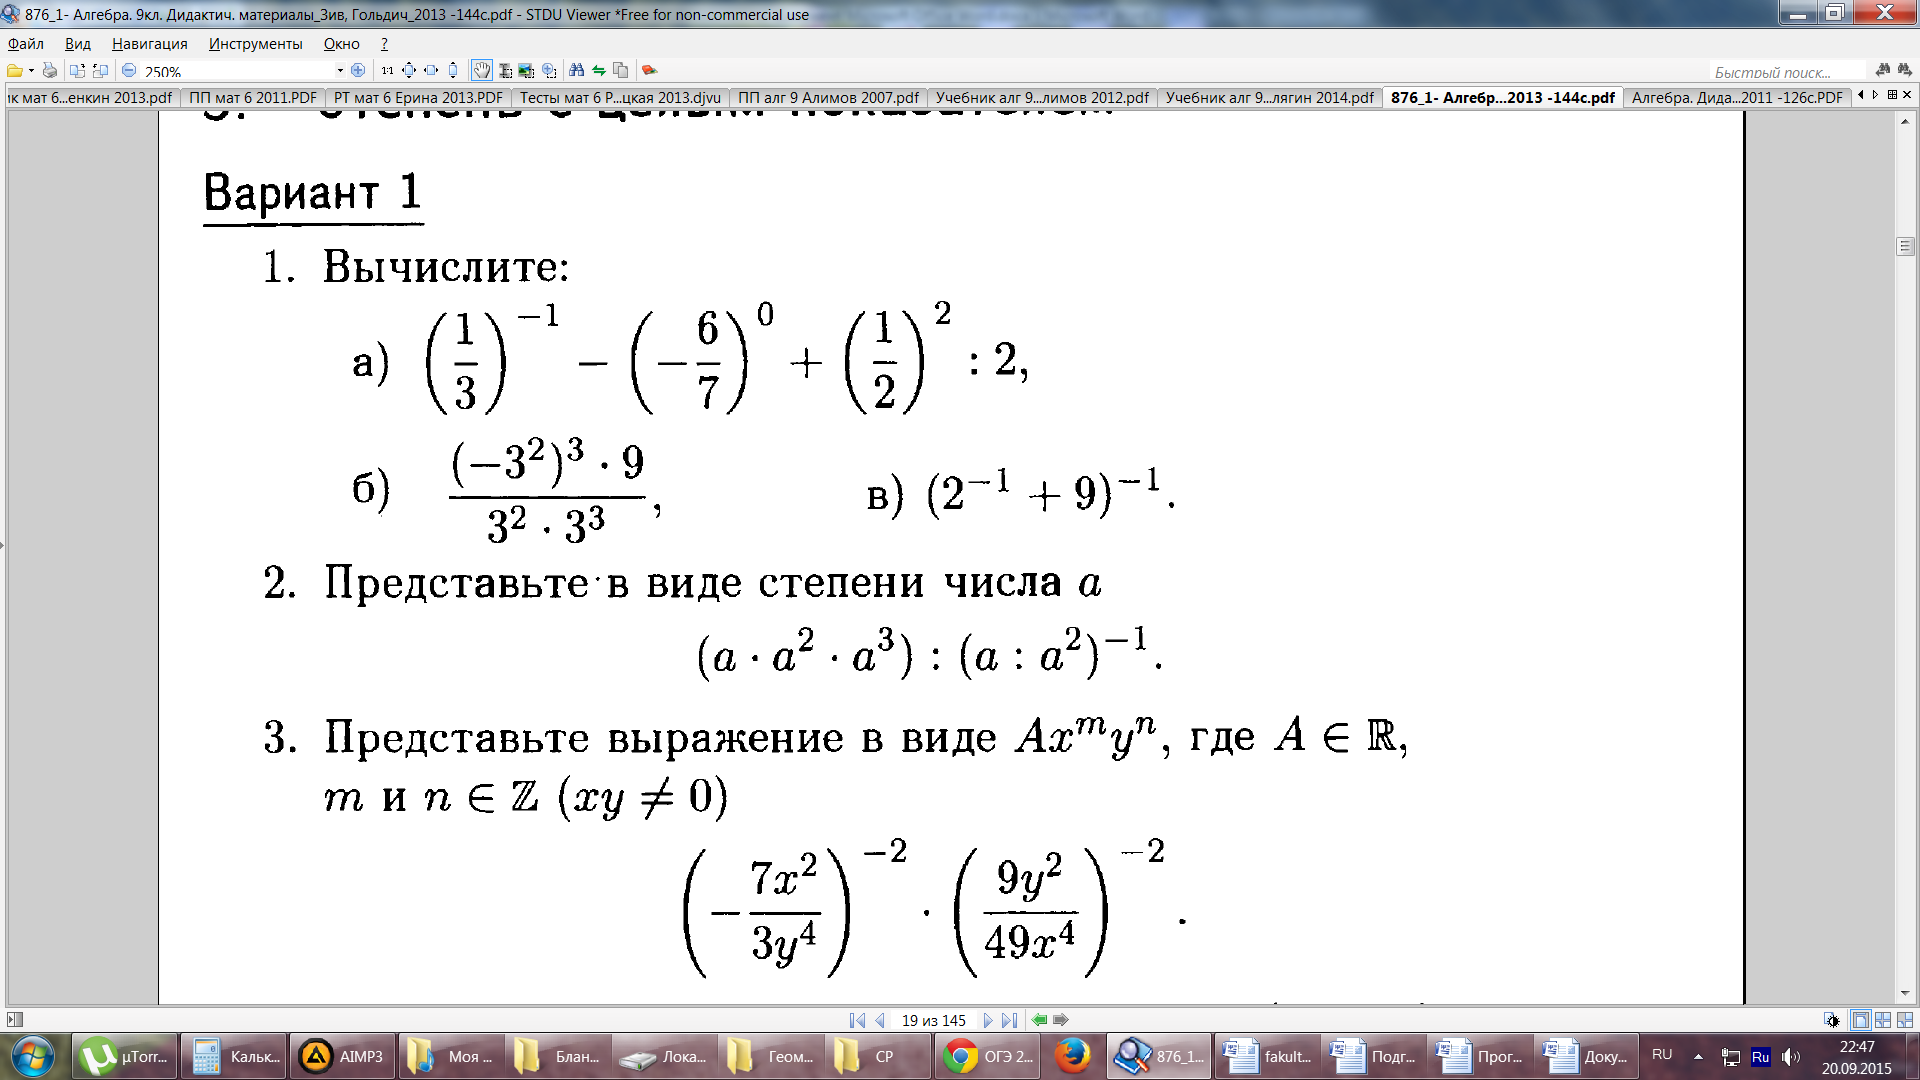 876_1- Алгебра. 9кл. Дидактич. материалы_Зив, Гольдич_2013 -144с.pdf - STDU Viewer *Free for non-commercial use
Файл Вид Навигация Инструменты Окно ?
250% 1:1 Быстрый поиск...
ик мат 6...енкин 2013.pdf ПП мат 6 2011.PDF РТ мат 6 Ерина 2013.PDF Тесты мат 6 Р...цкая 2013.djvu ПП алг 9 Алимов 2007.pdf Учебник алг 9...лимов 2012.pdf Учебник алг 9...лягин 2014.pdf 876_1- Алгебр...2013 -144с.pdf Алгебра. Дида...2011 -126с.PDF
Вариант 1
1. Вычислите:
а) (1/3)^{-1} − (−6/7)^0 + (1/2)^2 : 2,
б) ((−3^2)^3 · 9)/(3^2 · 3^3), в) (2^{−1} + 9)^{−1}.
2. Представьте в виде степени числа a
(a · a^2 · a^3) : (a : a^2)^{−1}.
3. Представьте выражение в виде Ax^m y^n, где A ∈ ℝ,
m и n ∈ ℤ (xy ≠ 0)
(−7x^2/3y^4)^{−2} · (9y^2/49x^4)^{−2}.
19 из 145
µTorr... Кальк... AIMP3 Моя ... Бланк... Лока... Геом... СР ОГЭ 2... 876_1... fakult... Подг... Прог... Доку... RU Ru 22:47
20.09.2015